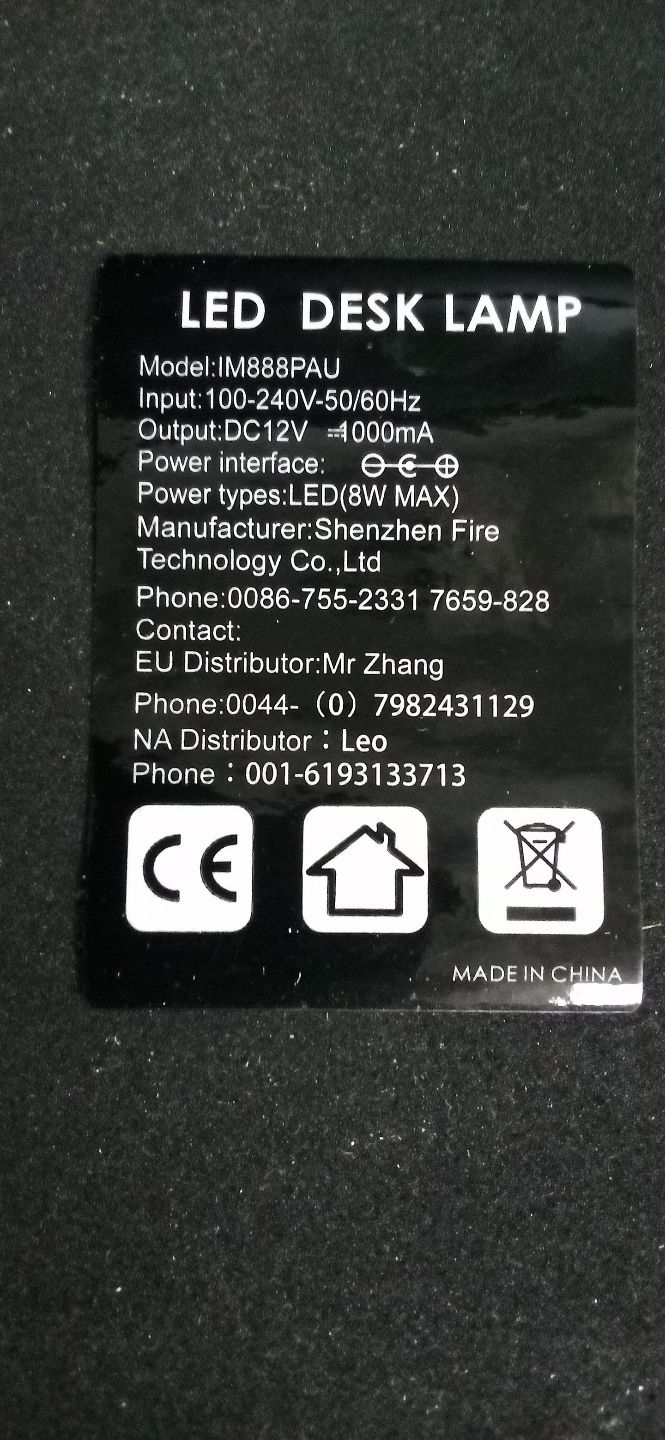 LED DESK LAMP
Model:IM888PAU
Input:100-240V-50/60Hz
Output:DC12V ⎓1000mA
Power interface:
Power types:LED(8W MAX)
Manufacturer:Shenzhen Fire
Technology Co.,Ltd
Phone:0086-755-2331 7659-828
Contact:
EU Distributor:Mr Zhang
Phone:0044-（0）7982431129
NA Distributor：Leo
Phone：001-6193133713
CE
MADE IN CHINA